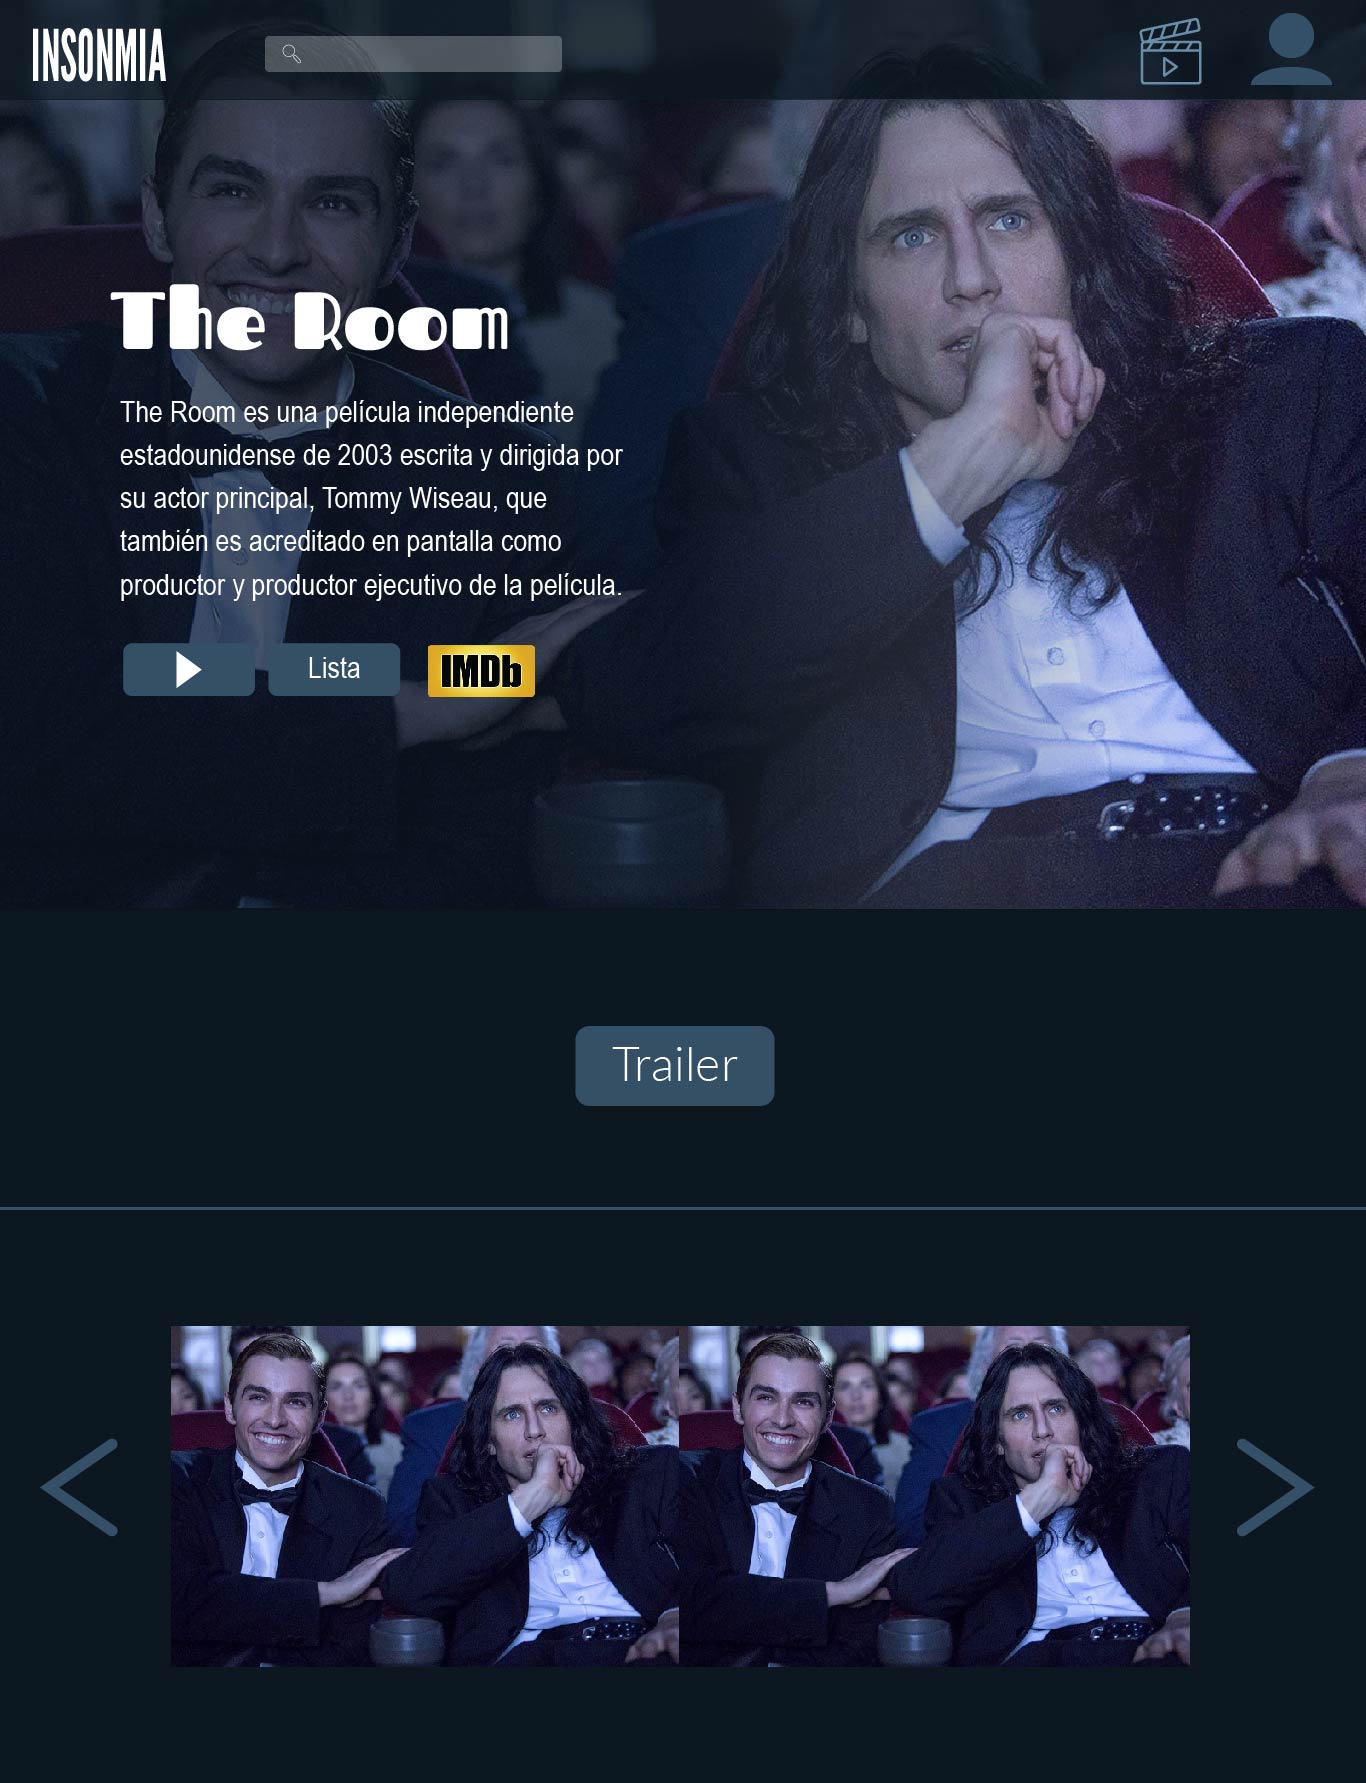 INSONMIA
The Room
The Room es una película independiente
estadounidense de 2003 escrita y dirigida por
su actor principal, Tommy Wiseau, que
también es acreditado en pantalla como
productor y productor ejecutivo de la película.
Lista
IMDb
Trailer